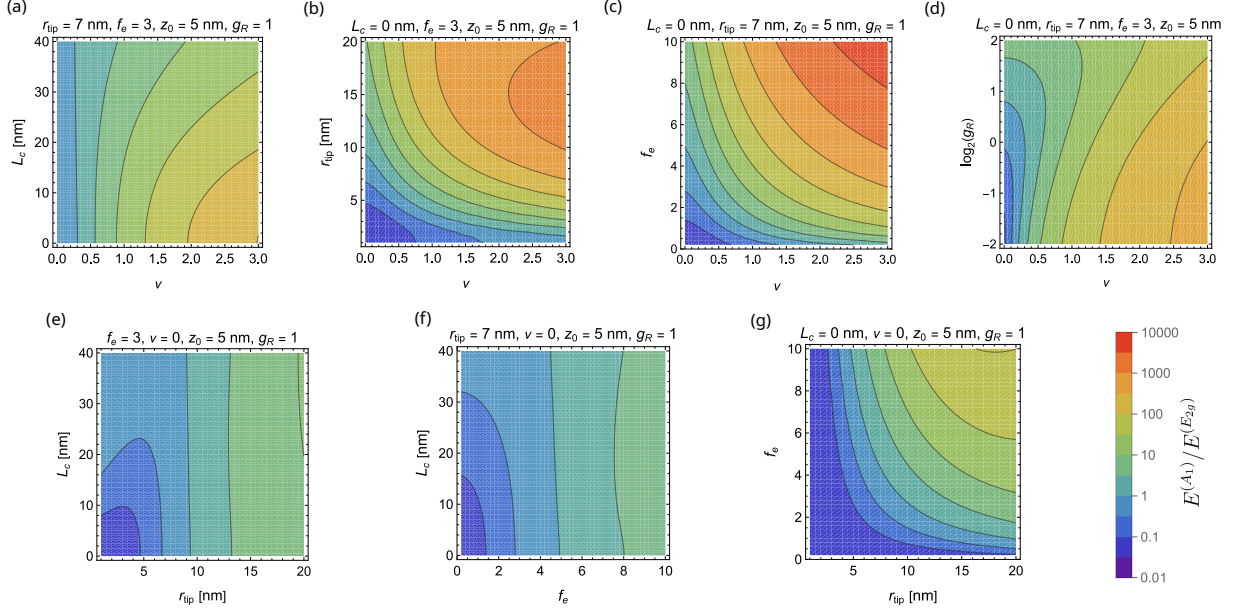 (a)
r_tip = 7 nm, f_e = 3, z_0 = 5 nm, g_R = 1
L_c [nm]
40
30
20
10
0
0.0 0.5 1.0 1.5 2.0 2.5 3.0
ν
(b)
L_c = 0 nm, f_e = 3, z_0 = 5 nm, g_R = 1
r_tip [nm]
20
15
10
5
0.0 0.5 1.0 1.5 2.0 2.5 3.0
ν
(c)
L_c = 0 nm, r_tip = 7 nm, z_0 = 5 nm, g_R = 1
f_e
10
8
6
4
2
0
0.0 0.5 1.0 1.5 2.0 2.5 3.0
ν
(d)
L_c = 0 nm, r_tip = 7 nm, f_e = 3, z_0 = 5 nm
log_2(g_R)
2
1
0
-1
-2
0.0 0.5 1.0 1.5 2.0 2.5 3.0
ν
(e)
f_e = 3, ν = 0, z_0 = 5 nm, g_R = 1
L_c [nm]
40
30
20
10
0
5 10 15 20
r_tip [nm]
(f)
r_tip = 7 nm, ν = 0, z_0 = 5 nm, g_R = 1
L_c [nm]
40
30
20
10
0
0 2 4 6 8 10
f_e
(g)
L_c = 0 nm, ν = 0, z_0 = 5 nm, g_R = 1
f_e
10
8
6
4
2
0
5 10 15 20
r_tip [nm]
10000
1000
100
10
1
0.1
0.01
E^(A_1)/E^(E_2g)